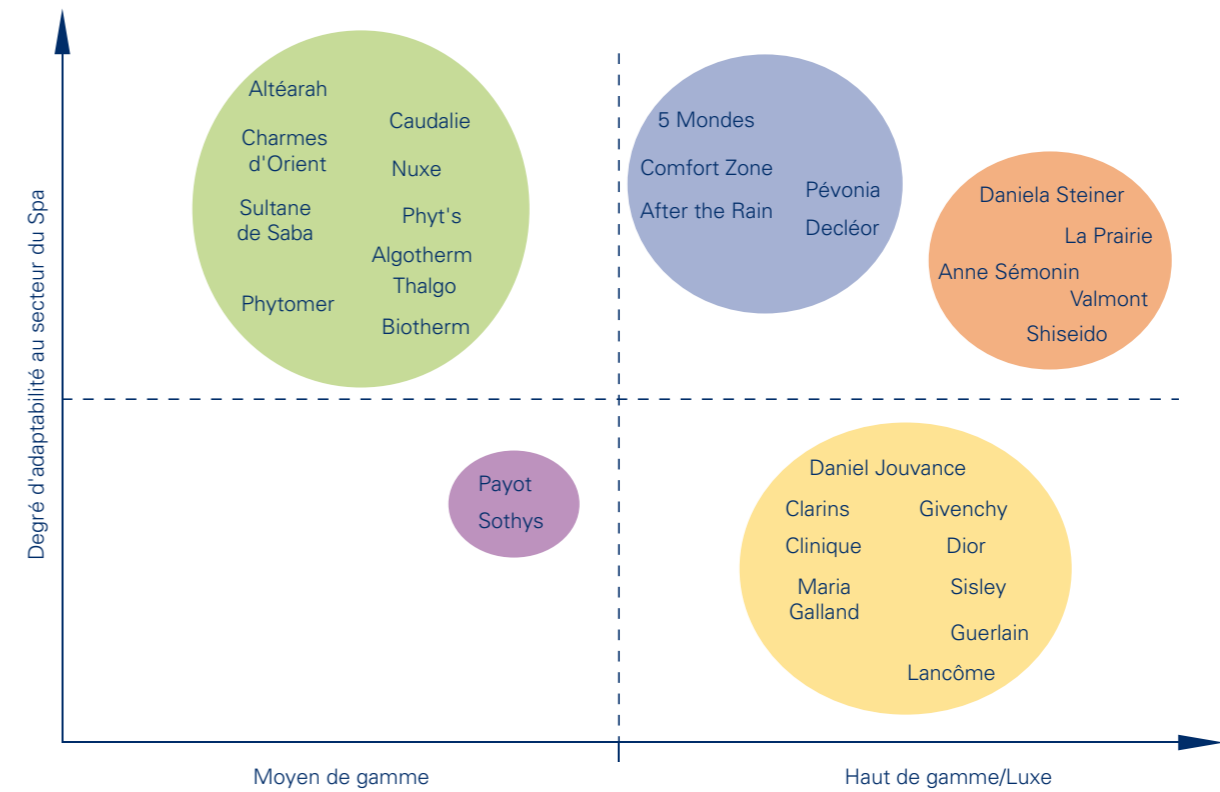 Degré d'adaptabilité au secteur du Spa
Altéarah
Charmes
d'Orient
Sultane
de Saba
Phytomer
Caudalie
Nuxe
Phyt's
Algotherm
Thalgo
Biotherm
5 Mondes
Comfort Zone
After the Rain
Pévonia
Decléor
Daniela Steiner
La Prairie
Anne Sémonin
Valmont
Shiseido
Payot
Sothys
Daniel Jouvance
Clarins
Clinique
Maria
Galland
Givenchy
Dior
Sisley
Guerlain
Lancôme
Moyen de gamme
Haut de gamme/Luxe